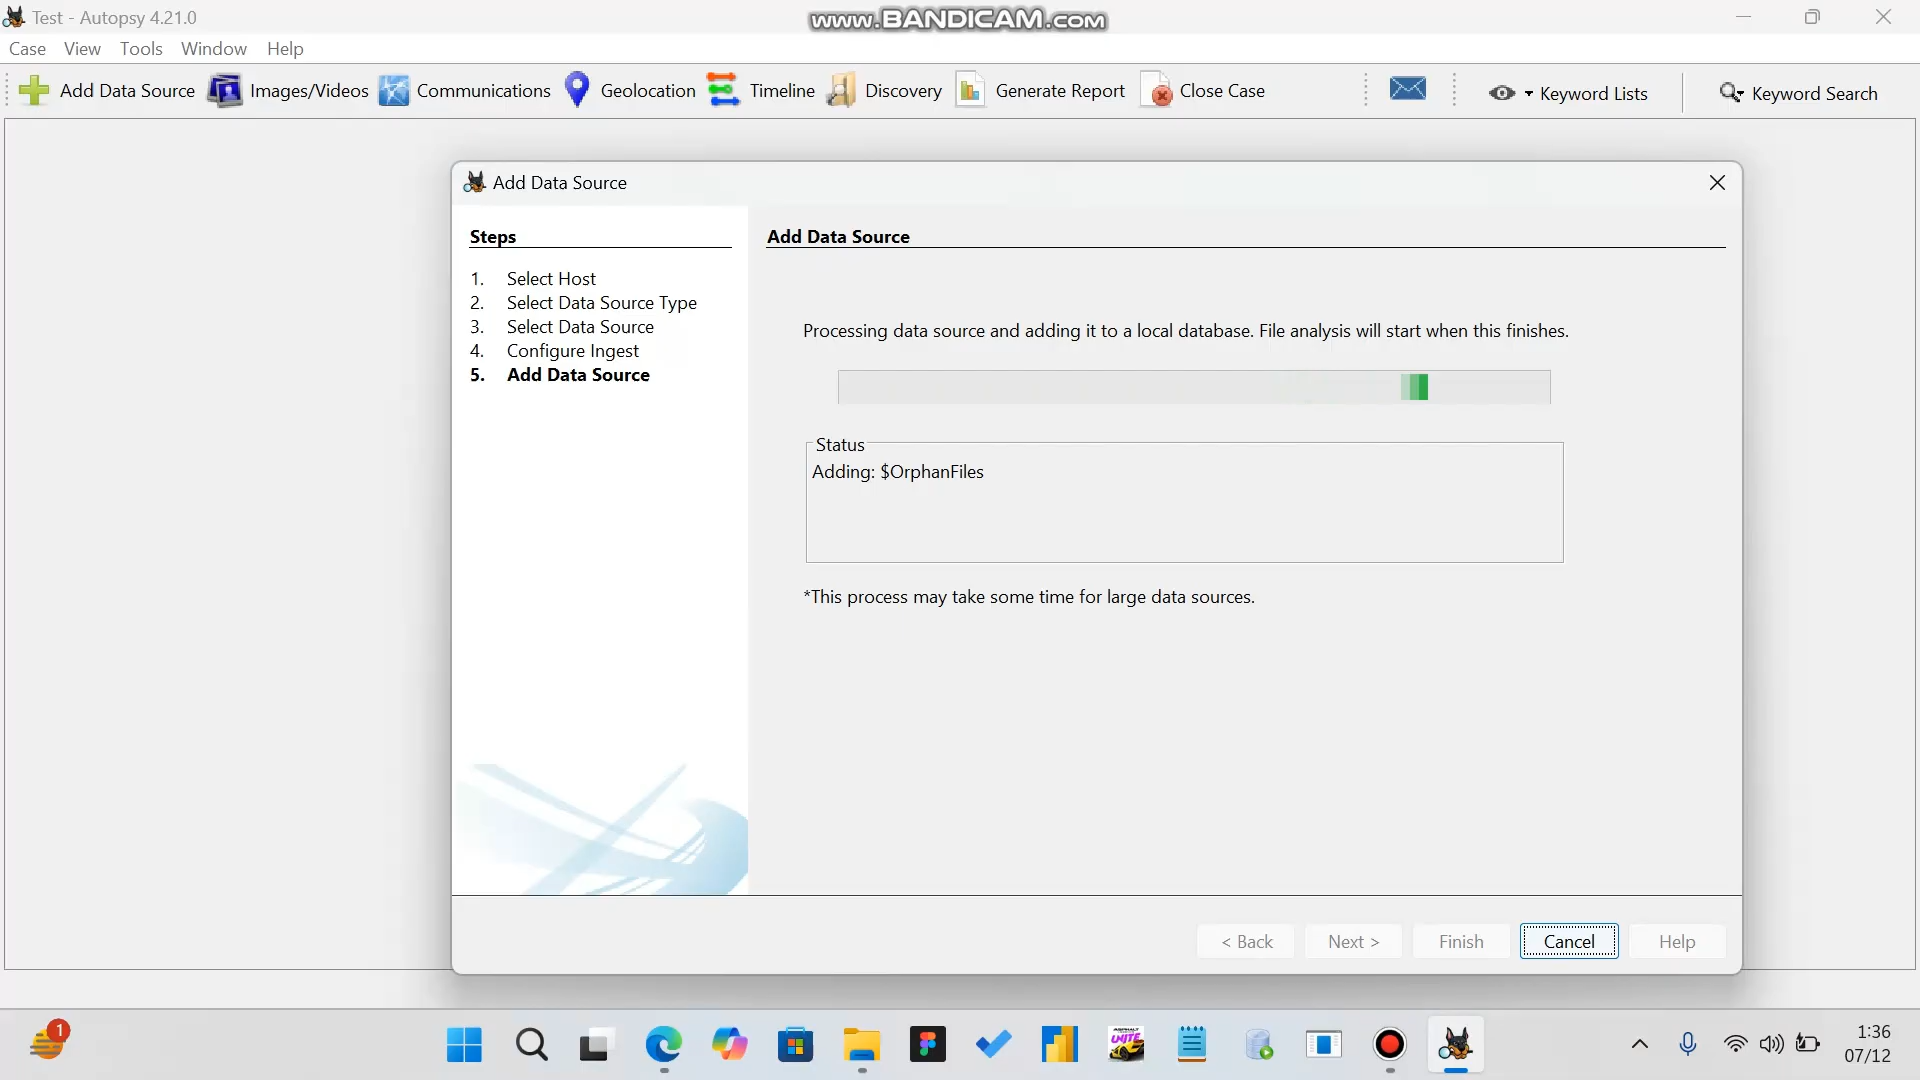 Test - Autopsy 4.21.0
www.BANDICAM.com
Case View Tools Window Help
Add Data Source Images/Videos Communications Geolocation Timeline Discovery Generate Report Close Case Keyword Lists Keyword Search
Add Data Source
Steps
1. Select Host
2. Select Data Source Type
3. Select Data Source
4. Configure Ingest
5. Add Data Source
Add Data Source
Processing data source and adding it to a local database. File analysis will start when this finishes.
Status
Adding: $OrphanFiles
*This process may take some time for large data sources.
< Back Next > Finish Cancel Help
1
ASPHALT
UNITE
1:36
07/12